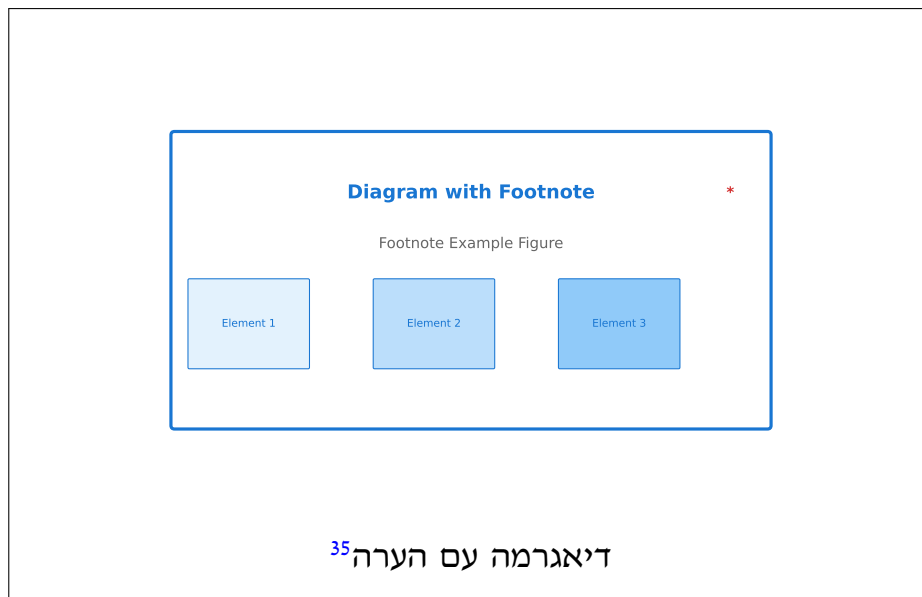 Diagram with Footnote *
Footnote Example Figure
Element 1 Element 2 Element 3
דיאגרמה עם הערה35